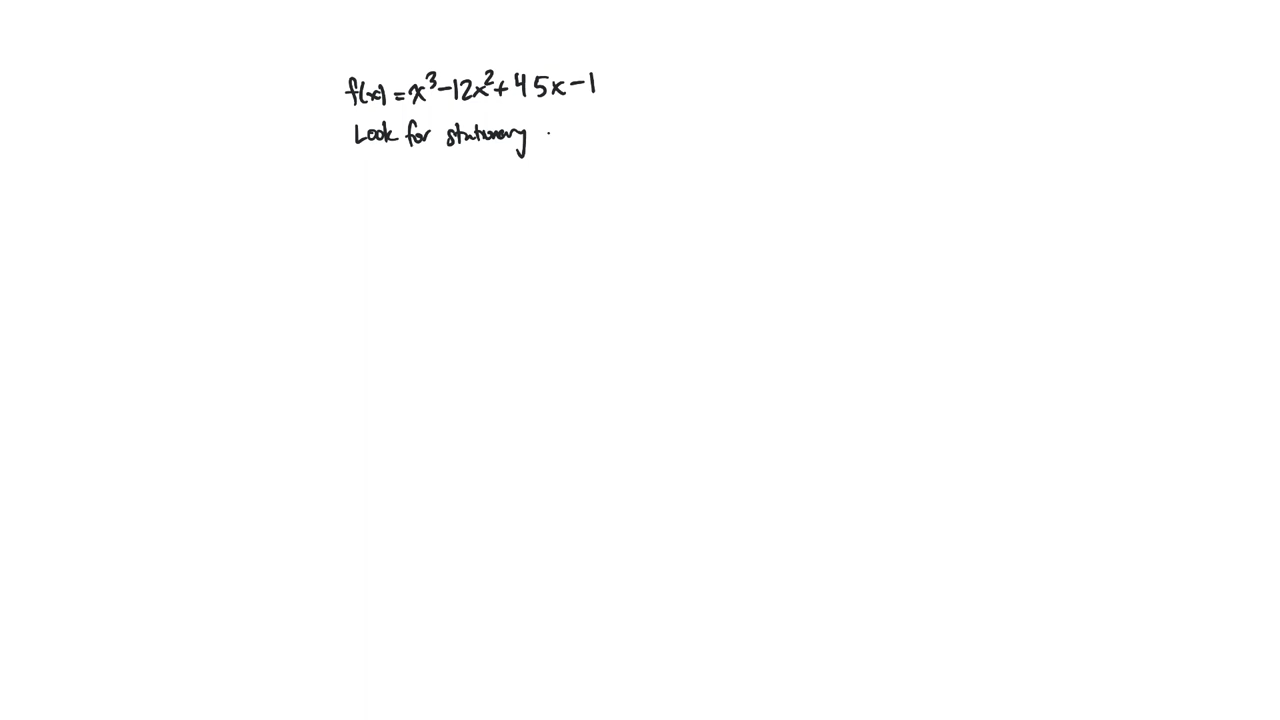 f(x) = x³-12x²+45x-1
Look for stationary